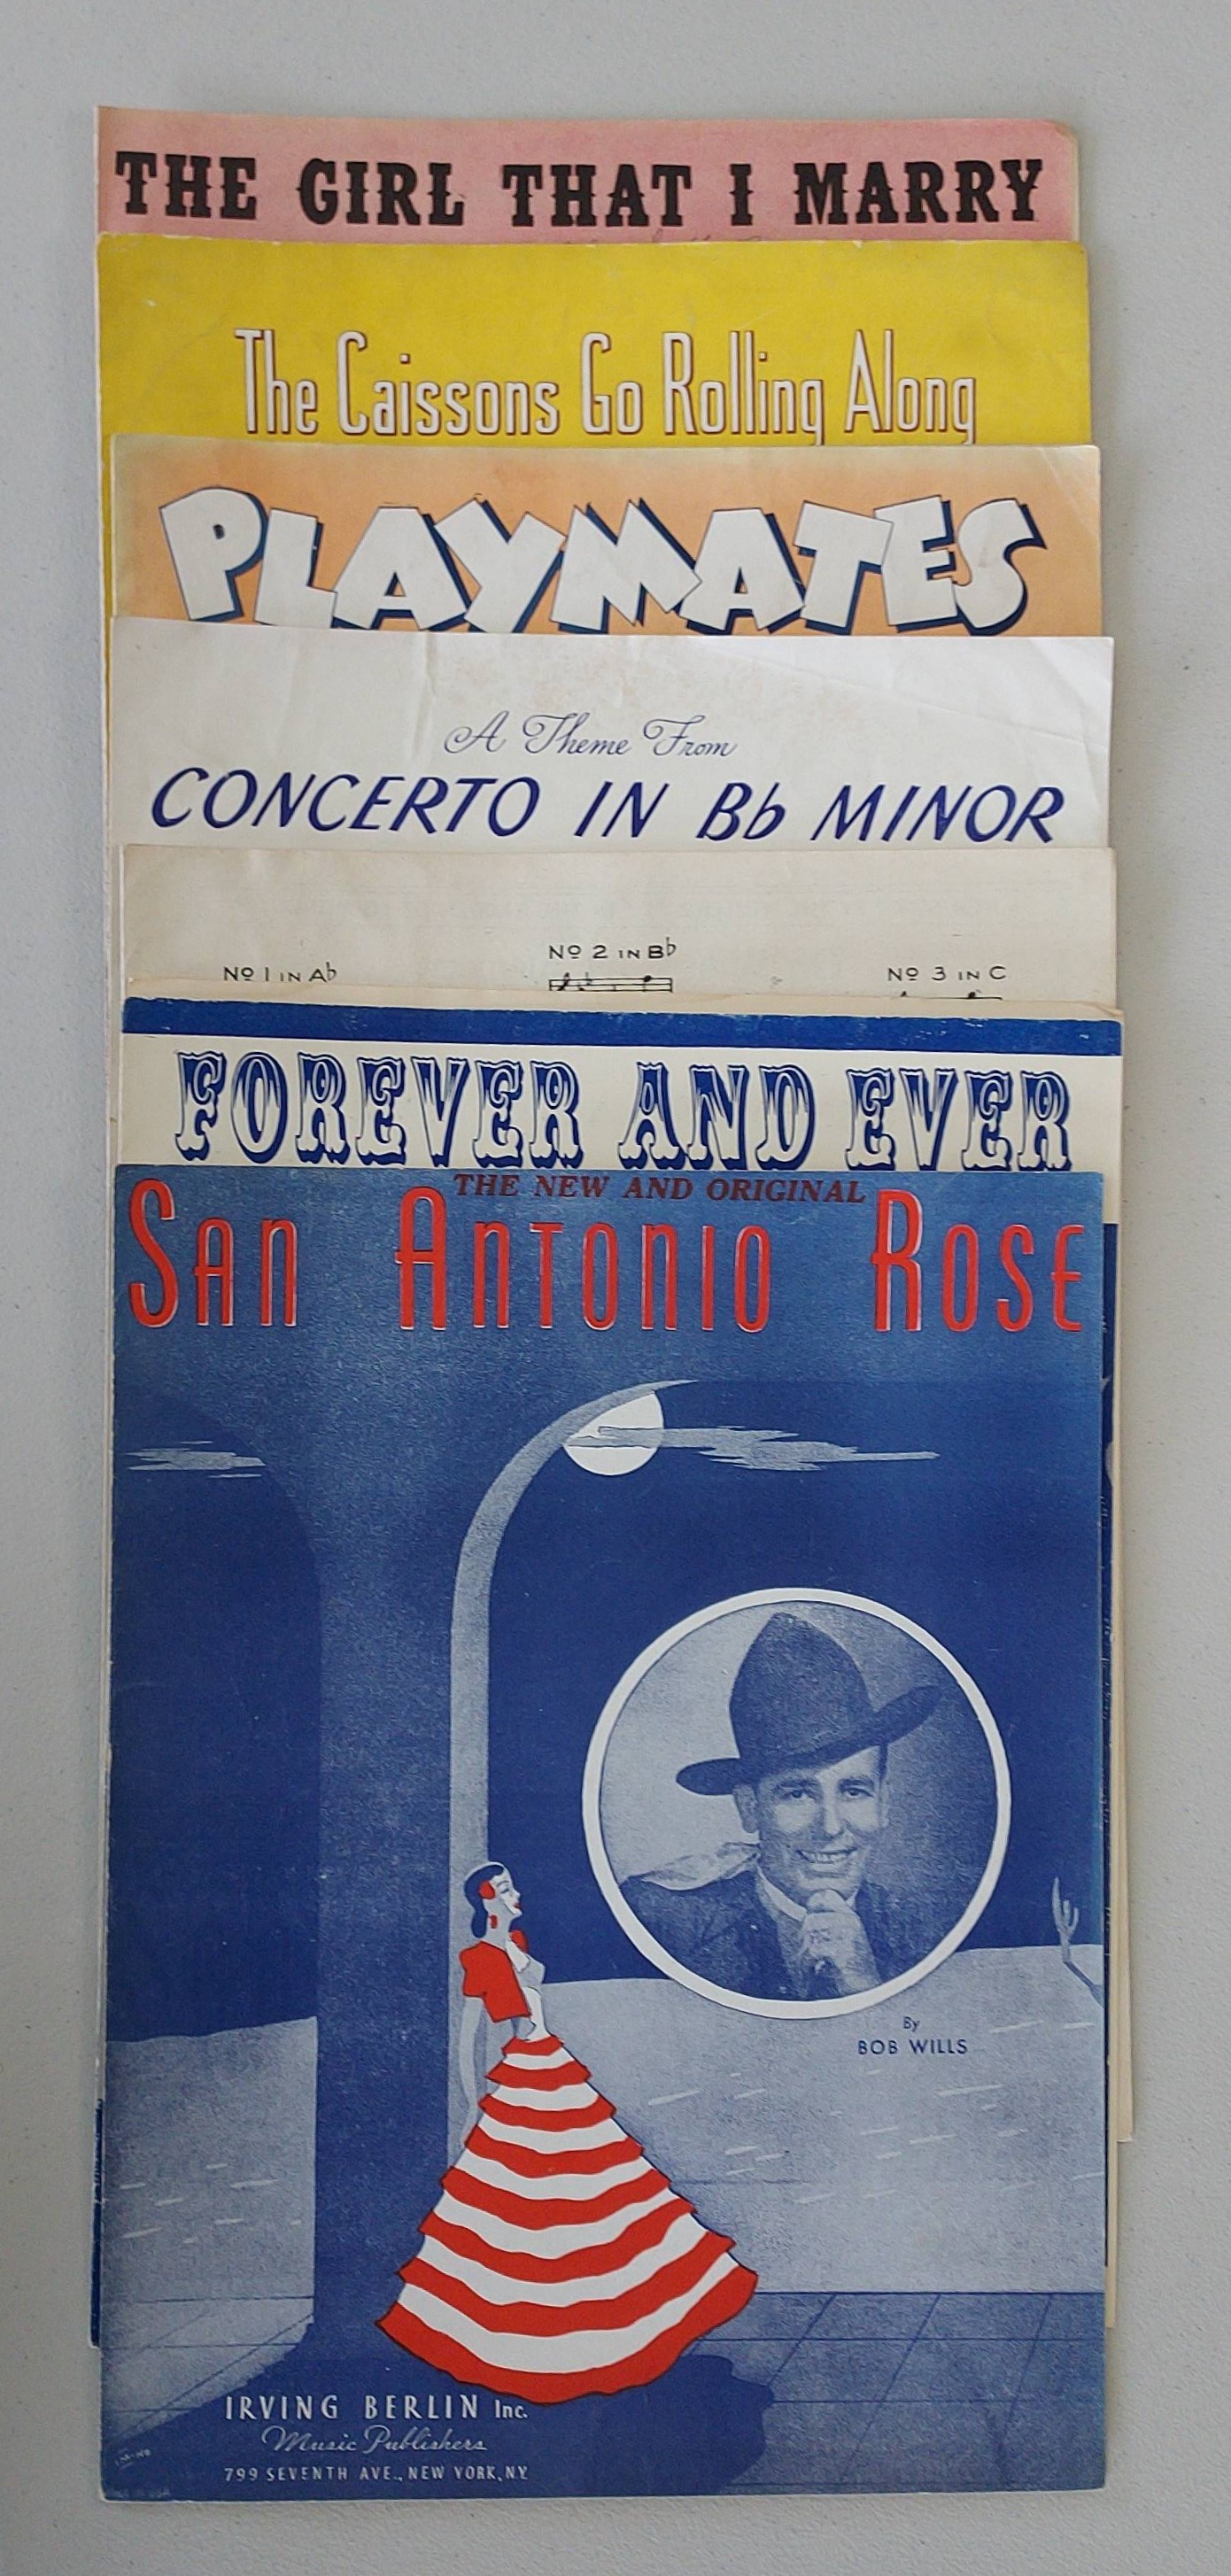 THE GIRL THAT I MARRY
The Caissons Go Rolling Along
PLAYMATES
A Theme From
CONCERTO IN Bb MINOR
No 1 IN A♭ No 2 IN B♭ No 3 IN C
FOREVER AND EVER
THE NEW AND ORIGINAL
SAN ANTONIO ROSE
By
BOB WILLS
IRVING BERLIN Inc.
Music Publishers
799 SEVENTH AVE., NEW YORK, N.Y.